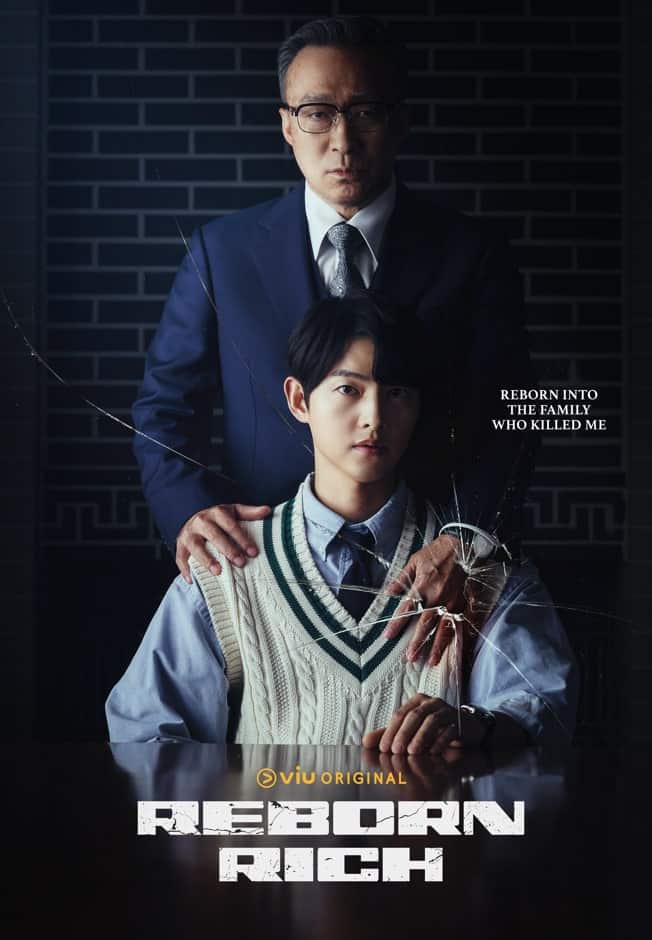 REBORN INTO
THE FAMILY
WHO KILLED ME
viu ORIGINAL
REBORN
RICH